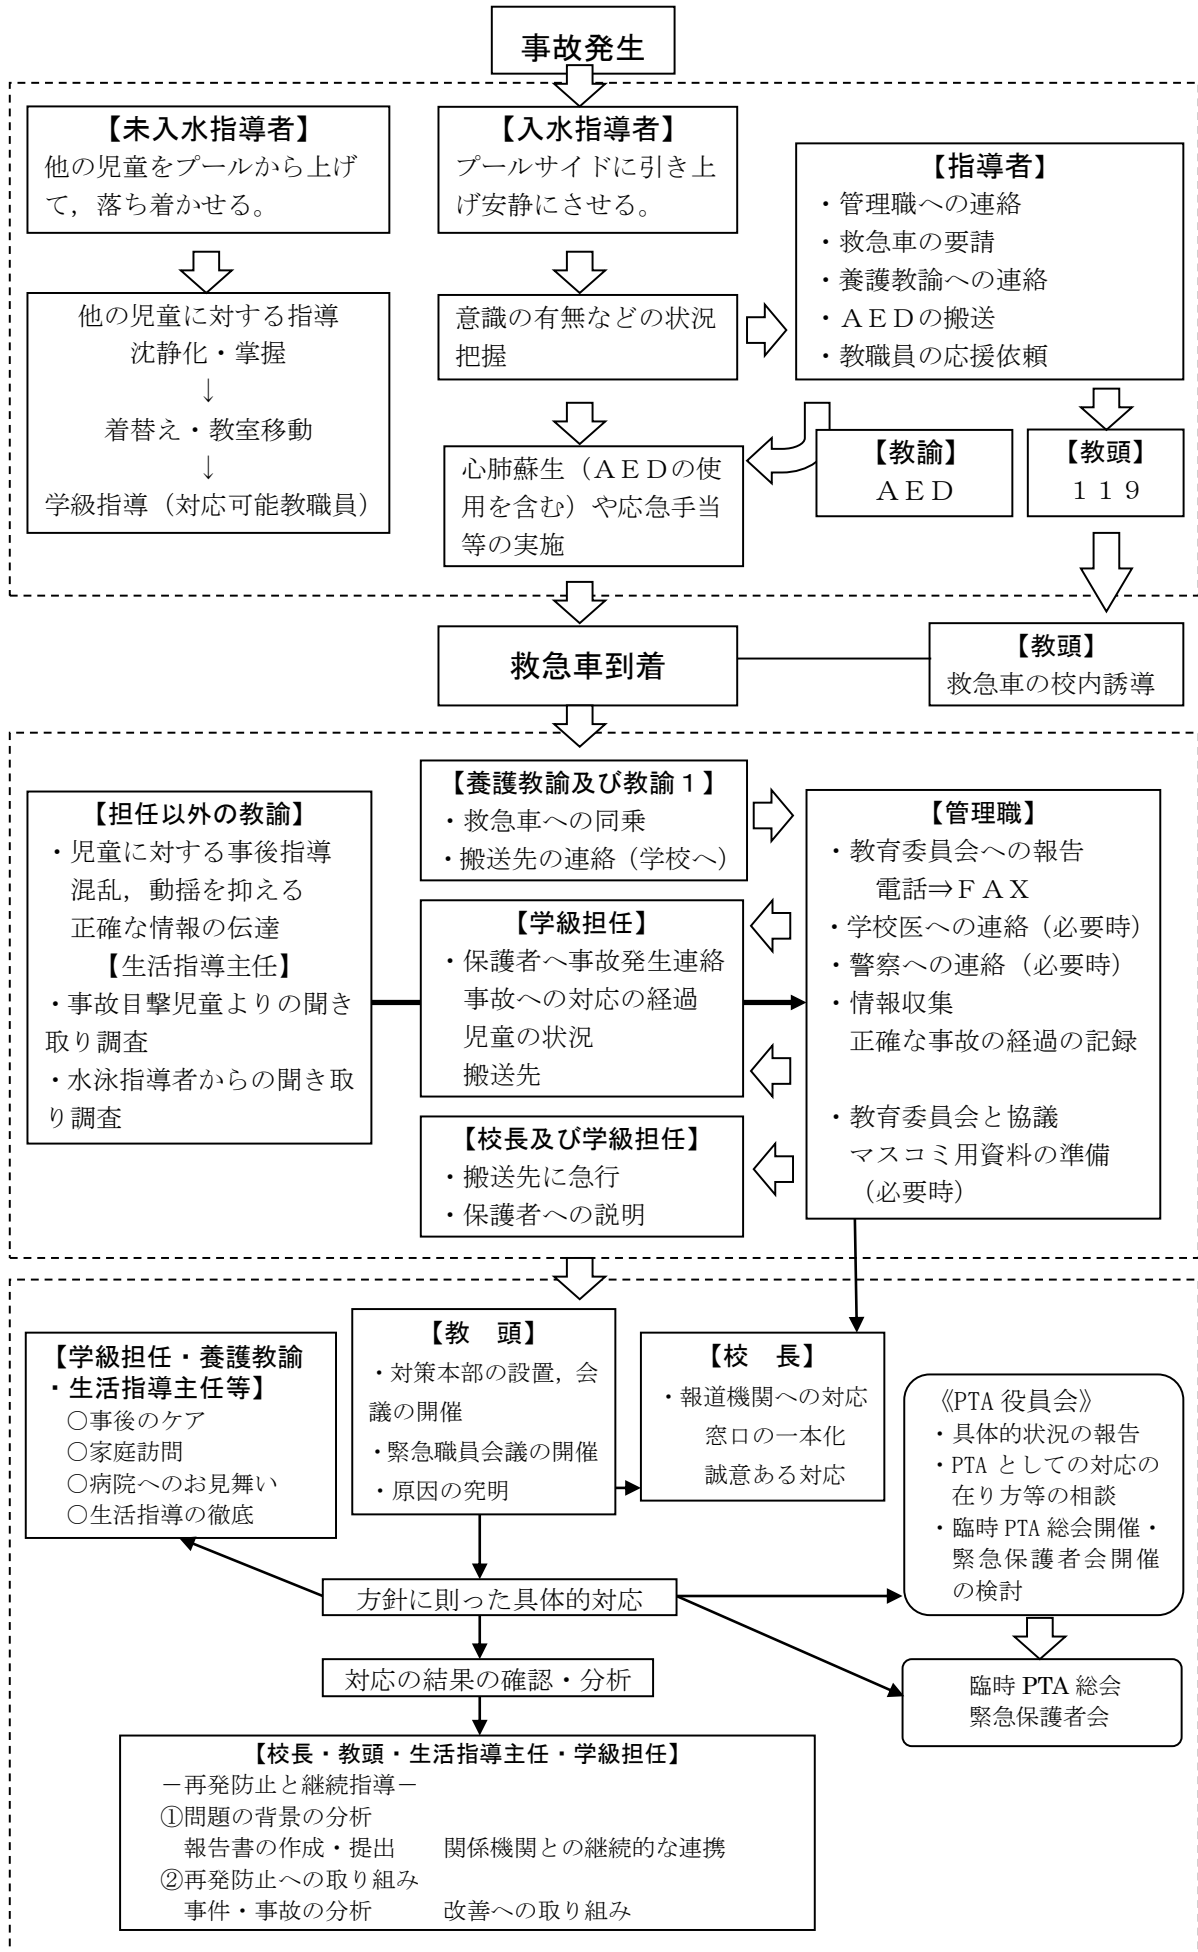 事故発生
【未入水指導者】
他の児童をプールから上げ
て，落ち着かせる。
【入水指導者】
プールサイドに引き上
げ安静にさせる。
【指導者】
・管理職への連絡
・救急車の要請
・養護教諭への連絡
・ＡＥＤの搬送
・教職員の応援依頼
他の児童に対する指導
沈静化・掌握
↓
着替え・教室移動
↓
学級指導（対応可能教職員）
意識の有無などの状況
把握
心肺蘇生（ＡＥＤの使
用を含む）や応急手当
等の実施
【教諭】
ＡＥＤ
【教頭】
１１９
救急車到着
【教頭】
救急車の校内誘導
【担任以外の教諭】
・児童に対する事後指導
混乱，動揺を抑える
正確な情報の伝達
【生活指導主任】
・事故目撃児童よりの聞き
取り調査
・水泳指導者からの聞き取
り調査
【養護教諭及び教諭１】
・救急車への同乗
・搬送先の連絡（学校へ）
【学級担任】
・保護者へ事故発生連絡
事故への対応の経過
児童の状況
搬送先
【校長及び学級担任】
・搬送先に急行
・保護者への説明
【管理職】
・教育委員会への報告
電話⇒ＦＡＸ
・学校医への連絡（必要時）
・警察への連絡（必要時）
・情報収集
正確な事故の経過の記録
・教育委員会と協議
マスコミ用資料の準備
（必要時）
【学級担任・養護教諭
・生活指導主任等】
○事後のケア
○家庭訪問
○病院へのお見舞い
○生活指導の徹底
【教　頭】
・対策本部の設置，会
議の開催
・緊急職員会議の開催
・原因の究明
【校　長】
・報道機関への対応
窓口の一本化
誠意ある対応
《PTA 役員会》
・具体的状況の報告
・PTA としての対応の
在り方等の相談
・臨時 PTA 総会開催・
緊急保護者会開催
の検討
方針に則った具体的対応
対応の結果の確認・分析
臨時 PTA 総会
緊急保護者会
【校長・教頭・生活指導主任・学級担任】
－再発防止と継続指導－
①問題の背景の分析
報告書の作成・提出　　関係機関との継続的な連携
②再発防止への取り組み
事件・事故の分析　　　改善への取り組み